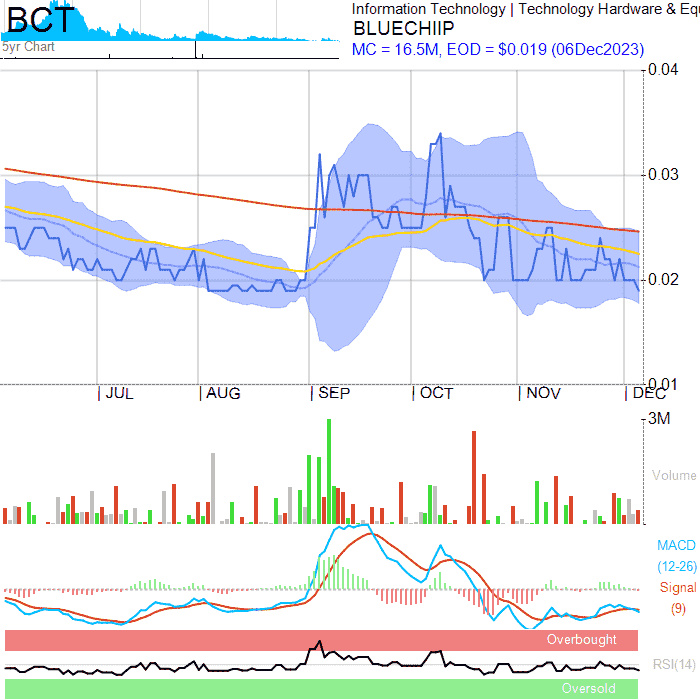 BCT
5yr Chart
Information Technology | Technology Hardware & Equ
BLUECHIIP
MC = 16.5M, EOD = $0.019 (06Dec2023)
0.04
0.03
0.02
0.01
JUL AUG SEP OCT NOV DEC
3M
Volume
MACD
(12-26)
Signal
(9)
Overbought
RSI(14)
Oversold